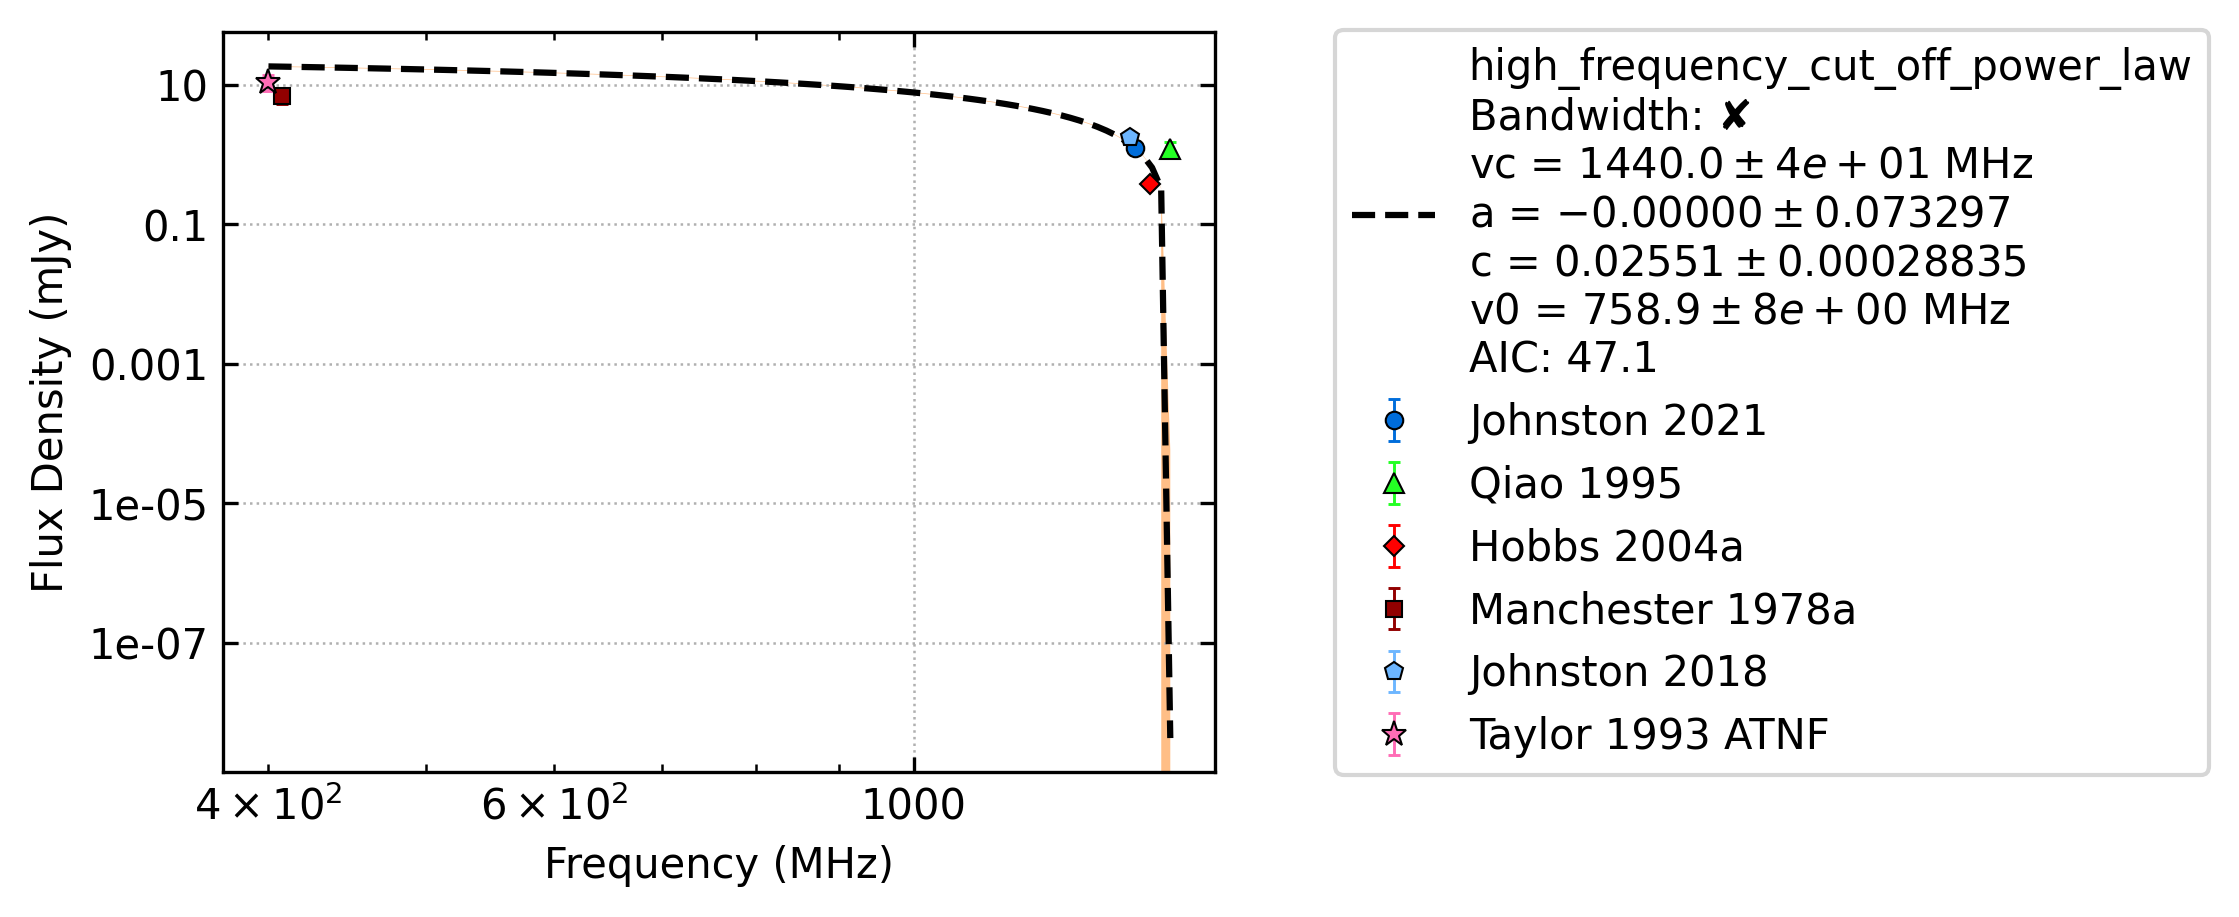 10
0.1
0.001
1e-05
1e-07
Flux Density (mJy)
4 × 10²
6 × 10²
1000
Frequency (MHz)
high_frequency_cut_off_power_law
Bandwidth: ✘
vc = 1440.0 ± 4e + 01 MHz
a = −0.00000 ± 0.073297
c = 0.02551 ± 0.00028835
v0 = 758.9 ± 8e + 00 MHz
AIC: 47.1
Johnston 2021
Qiao 1995
Hobbs 2004a
Manchester 1978a
Johnston 2018
Taylor 1993 ATNF